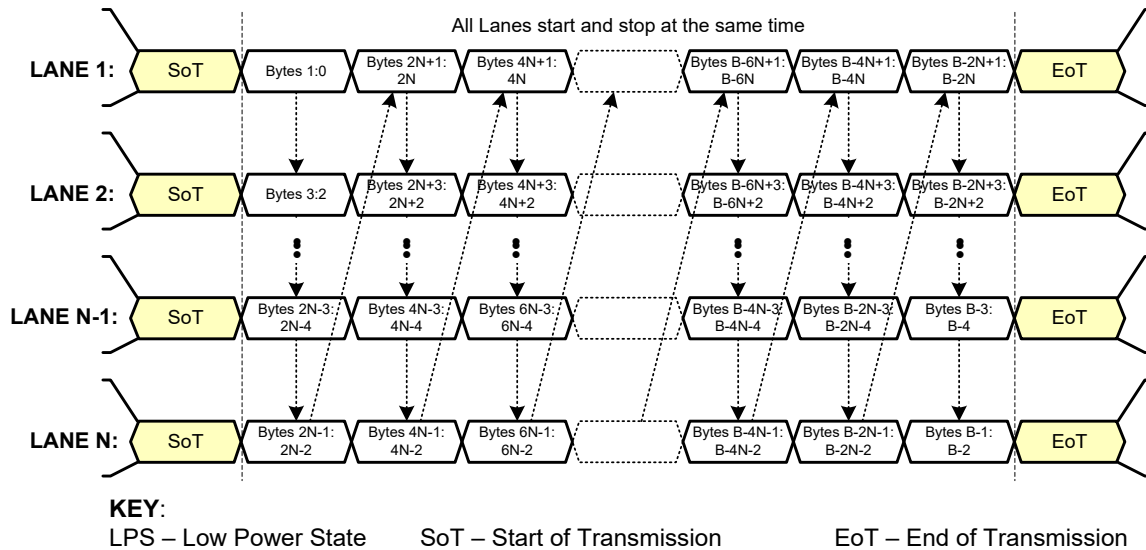 All Lanes start and stop at the same time
LANE 1:
SoT
Bytes 1:0
Bytes 2N+1:
2N
Bytes 4N+1:
4N
Bytes B-6N+1:
B-6N
Bytes B-4N+1:
B-4N
Bytes B-2N+1:
B-2N
EoT
LANE 2:
SoT
Bytes 3:2
Bytes 2N+3:
2N+2
Bytes 4N+3:
4N+2
Bytes B-6N+3:
B-6N+2
Bytes B-4N+3:
B-4N+2
Bytes B-2N+3:
B-2N+2
EoT
LANE N-1:
SoT
Bytes 2N-3:
2N-4
Bytes 4N-3:
4N-4
Bytes 6N-3:
6N-4
Bytes B-4N-3:
B-4N-4
Bytes B-2N-3:
B-2N-4
Bytes B-3:
B-4
EoT
LANE N:
SoT
Bytes 2N-1:
2N-2
Bytes 4N-1:
4N-2
Bytes 6N-1:
6N-2
Bytes B-4N-1:
B-4N-2
Bytes B-2N-1:
B-2N-2
Bytes B-1:
B-2
EoT
KEY:
LPS – Low Power State SoT – Start of Transmission EoT – End of Transmission